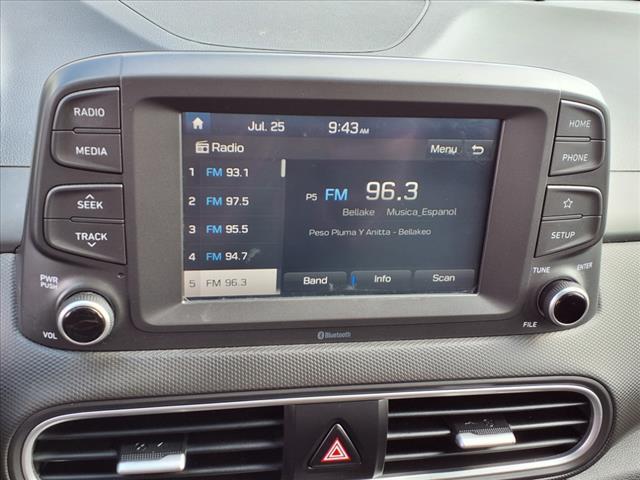 RADIO
MEDIA
SEEK
TRACK
PWR
PUSH
VOL
Jul. 25 9:43 AM
Radio Menu
1 FM 93.1
2 FM 97.5
3 FM 95.5
4 FM 94.7
5 FM 96.3
P5 FM 96.3
Bellake Musica_Espanol
Peso Pluma Y Anitta - Bellakeo
Band Info Scan
HOME
PHONE
SETUP
TUNE ENTER
FILE
Bluetooth